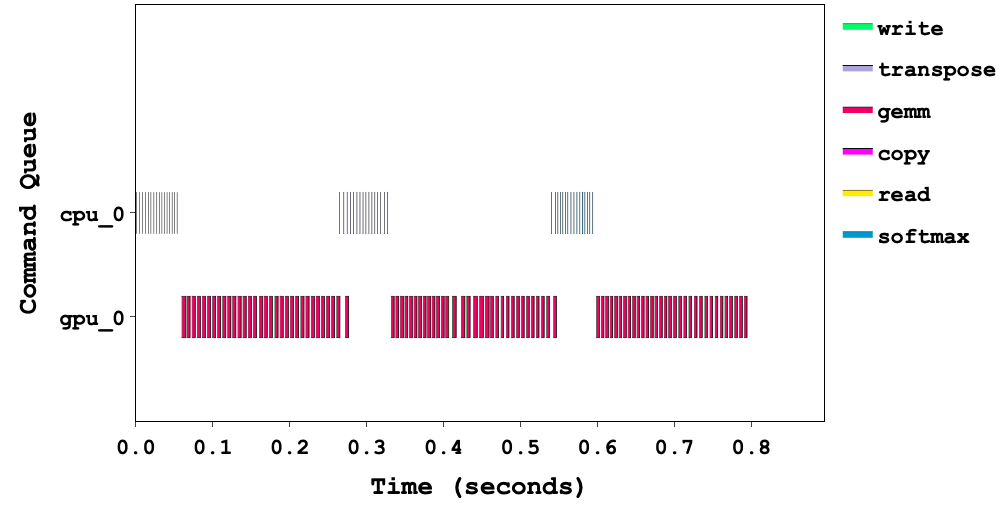 write
transpose
gemm
copy
read
softmax
Command Queue
cpu_0
gpu_0
0.0 0.1 0.2 0.3 0.4 0.5 0.6 0.7 0.8
Time (seconds)